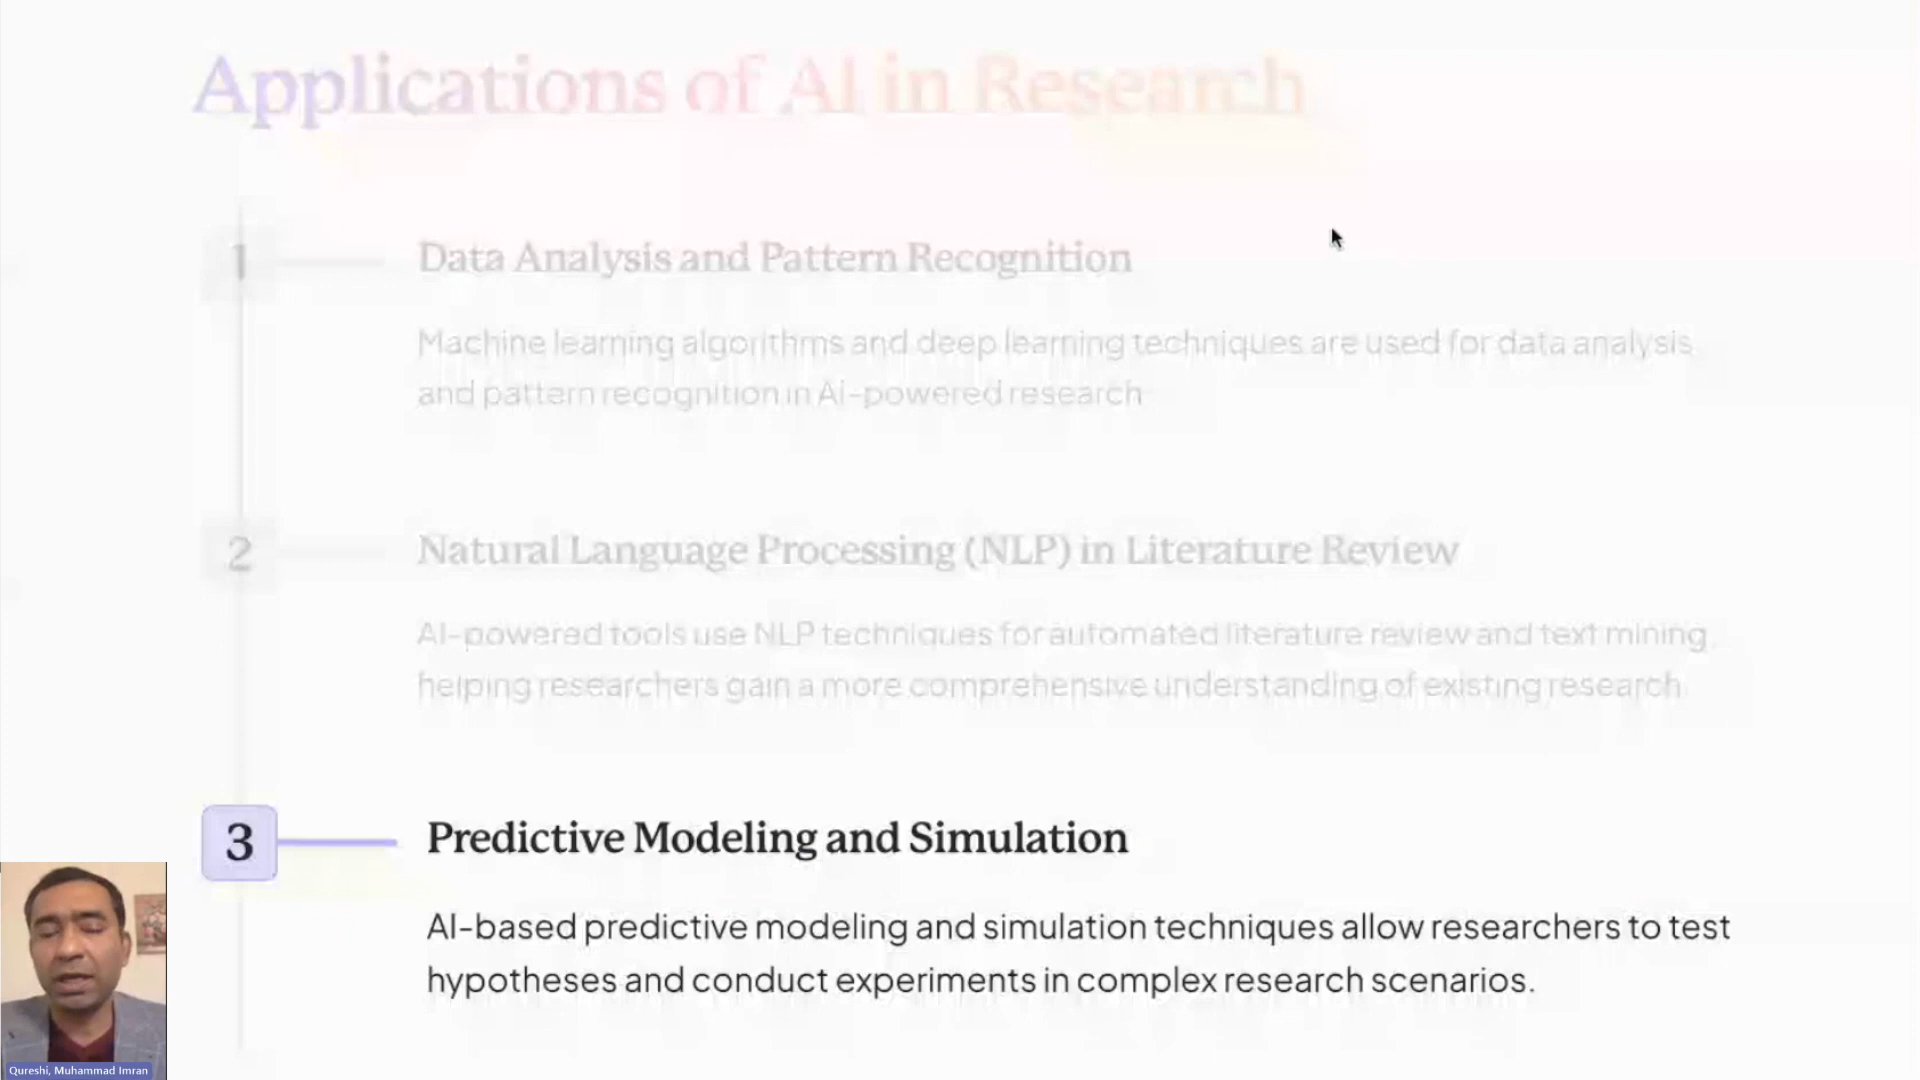 Applications of AI in Research
1
Data Analysis and Pattern Recognition
Machine learning algorithms and deep learning techniques are used for data analysis
and pattern recognition in AI-powered research
2
Natural Language Processing (NLP) in Literature Review
AI-powered tools use NLP techniques for automated literature review and text mining
helping researchers gain a more comprehensive understanding of existing research
3
Predictive Modeling and Simulation
AI-based predictive modeling and simulation techniques allow researchers to test
hypotheses and conduct experiments in complex research scenarios.
Qureshi, Muhammad Imran